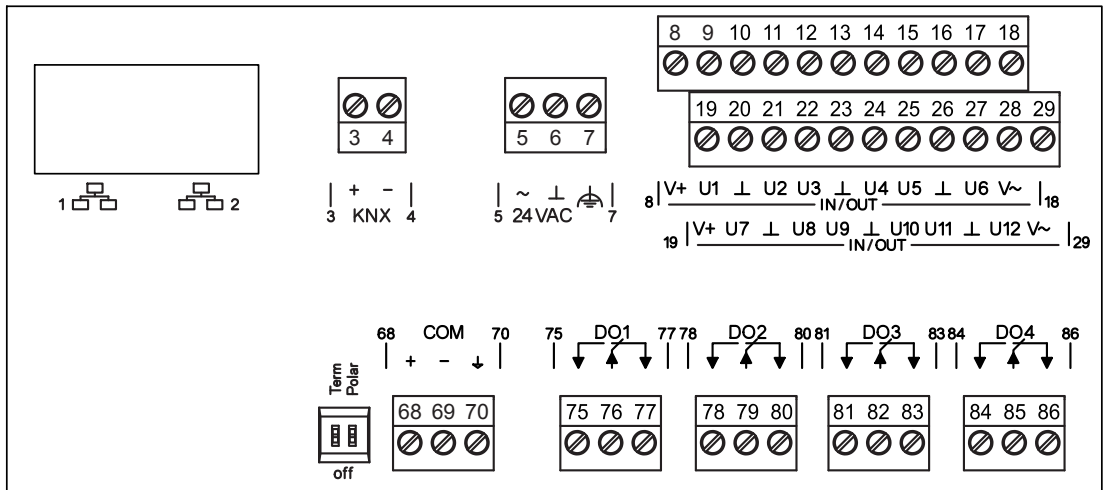 8 9 10 11 12 13 14 15 16 17 18
19 20 21 22 23 24 25 26 27 28 29
3 4
5 6 7
1 2
+ −
3 KNX 4
~ ⊥
5 24 VAC 7
8 V+ U1 ⊥ U2 U3 ⊥ U4 U5 ⊥ U6 V~ 18
IN/OUT
19 V+ U7 ⊥ U8 U9 ⊥ U10 U11 ⊥ U12 V~ 29
IN/OUT
68 COM 70 75 DO1 77 78 DO2 80 81 DO3 83 84 DO4 86
+ −
Term
Polar
68 69 70 75 76 77 78 79 80 81 82 83 84 85 86
off